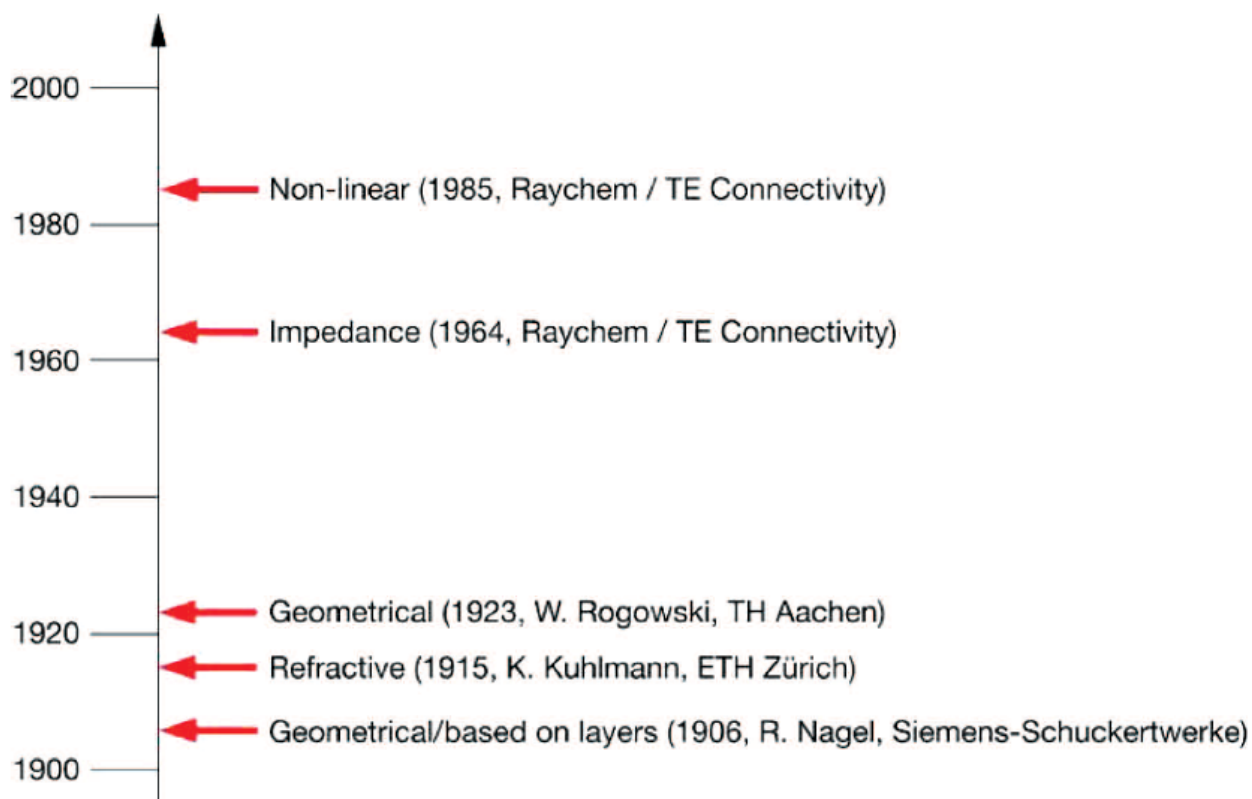 2000
Non-linear (1985, Raychem / TE Connectivity)
1980
Impedance (1964, Raychem / TE Connectivity)
1960
1940
Geometrical (1923, W. Rogowski, TH Aachen)
1920
Refractive (1915, K. Kuhlmann, ETH Zürich)
Geometrical/based on layers (1906, R. Nagel, Siemens-Schuckertwerke)
1900